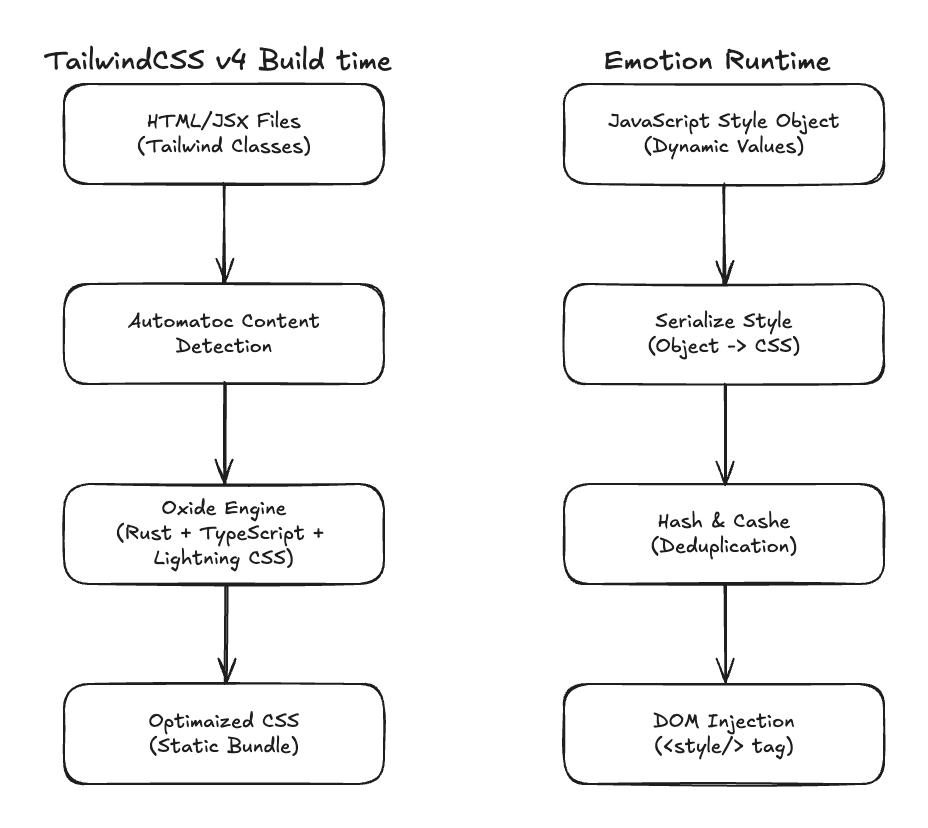 TailwindCSS v4 Build time
HTML/JSX Files
(Tailwind Classes)
Automatoc Content
Detection
Oxide Engine
(Rust + TypeScript +
Lightning CSS)
Optimaized CSS
(Static Bundle)
Emotion Runtime
JavaScript Style Object
(Dynamic Values)
Serialize Style
(Object -> CSS)
Hash & Cashe
(Deduplication)
DOM Injection
(<style/> tag)